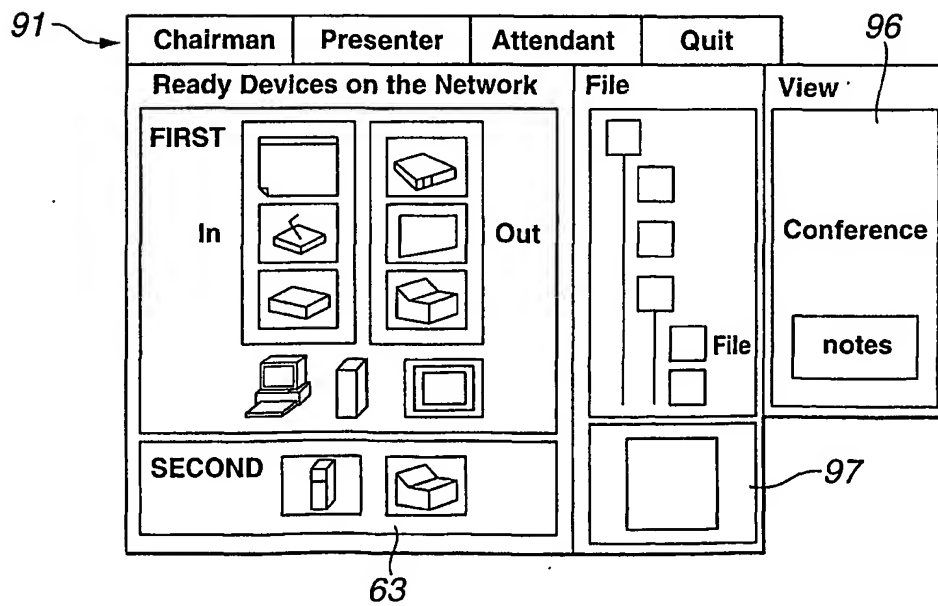 91
Chairman Presenter Attendant Quit
96
Ready Devices on the Network File View
FIRST
In Out
Conference
File
notes
SECOND
97
63